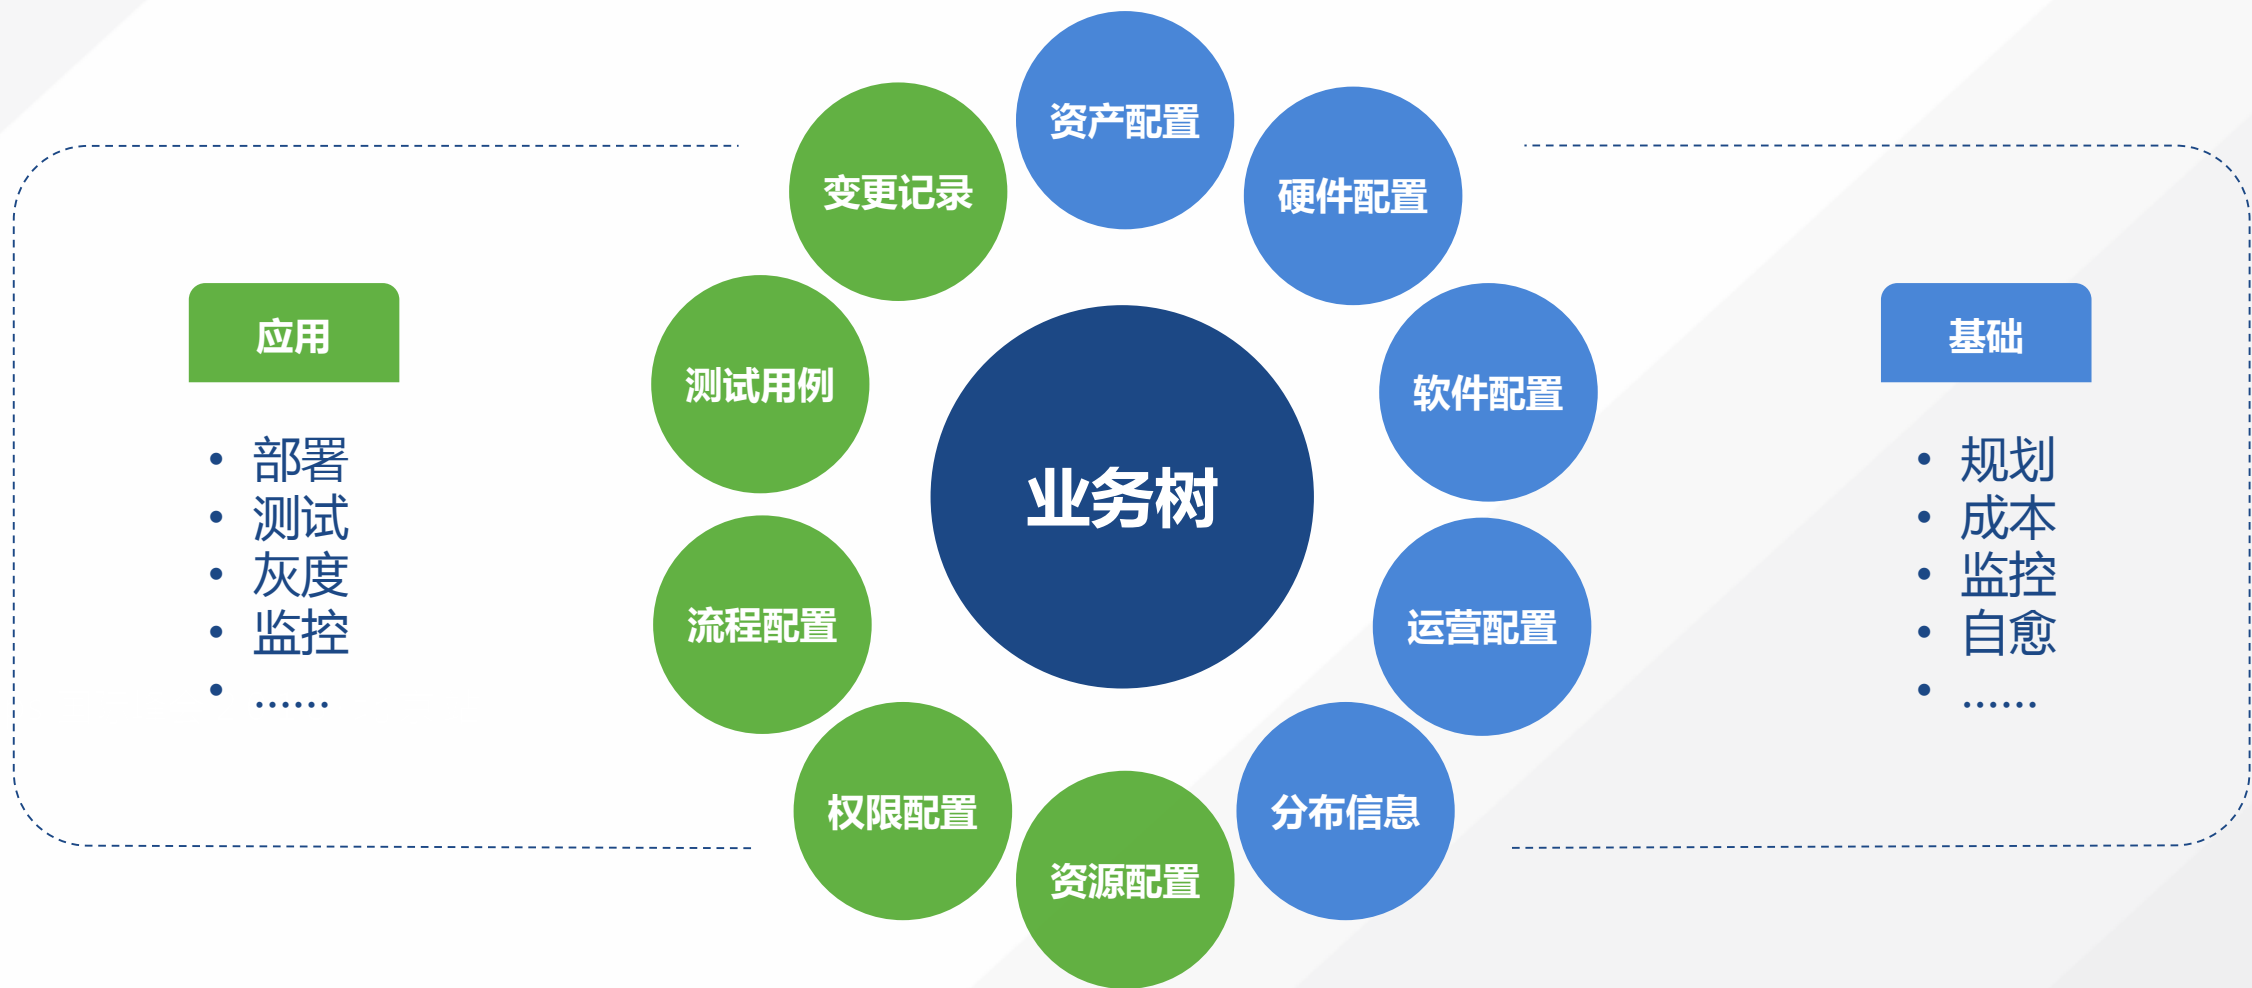 资产配置
变更记录
硬件配置
测试用例
软件配置
业务树
流程配置
运营配置
权限配置
分布信息
资源配置
应用
• 部署
• 测试
• 灰度
• 监控
• ……
基础
• 规划
• 成本
• 监控
• 自愈
• ……